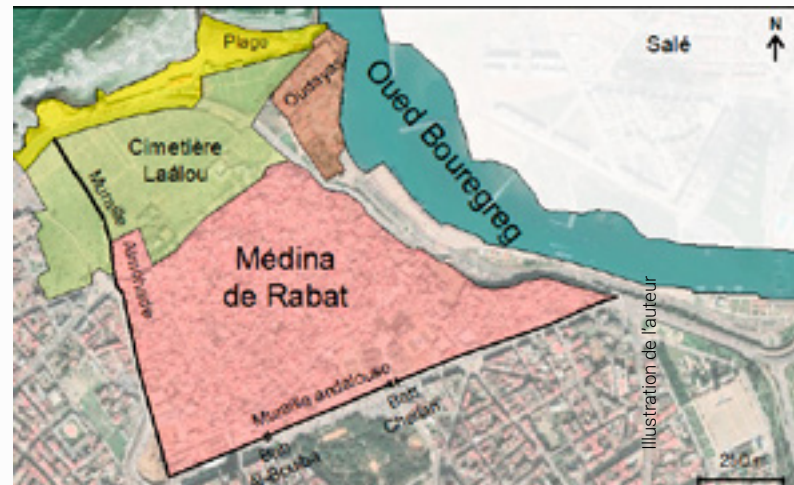 Plage
Salé
N
Oudayas
Oued Bouregreg
Cimetière
Laâlou
Muraille Almohade
Médina
de Rabat
Muraille andalouse
Bab
Chellah
Bab
Al-Bouiba
Illustration de l'auteur
250 m